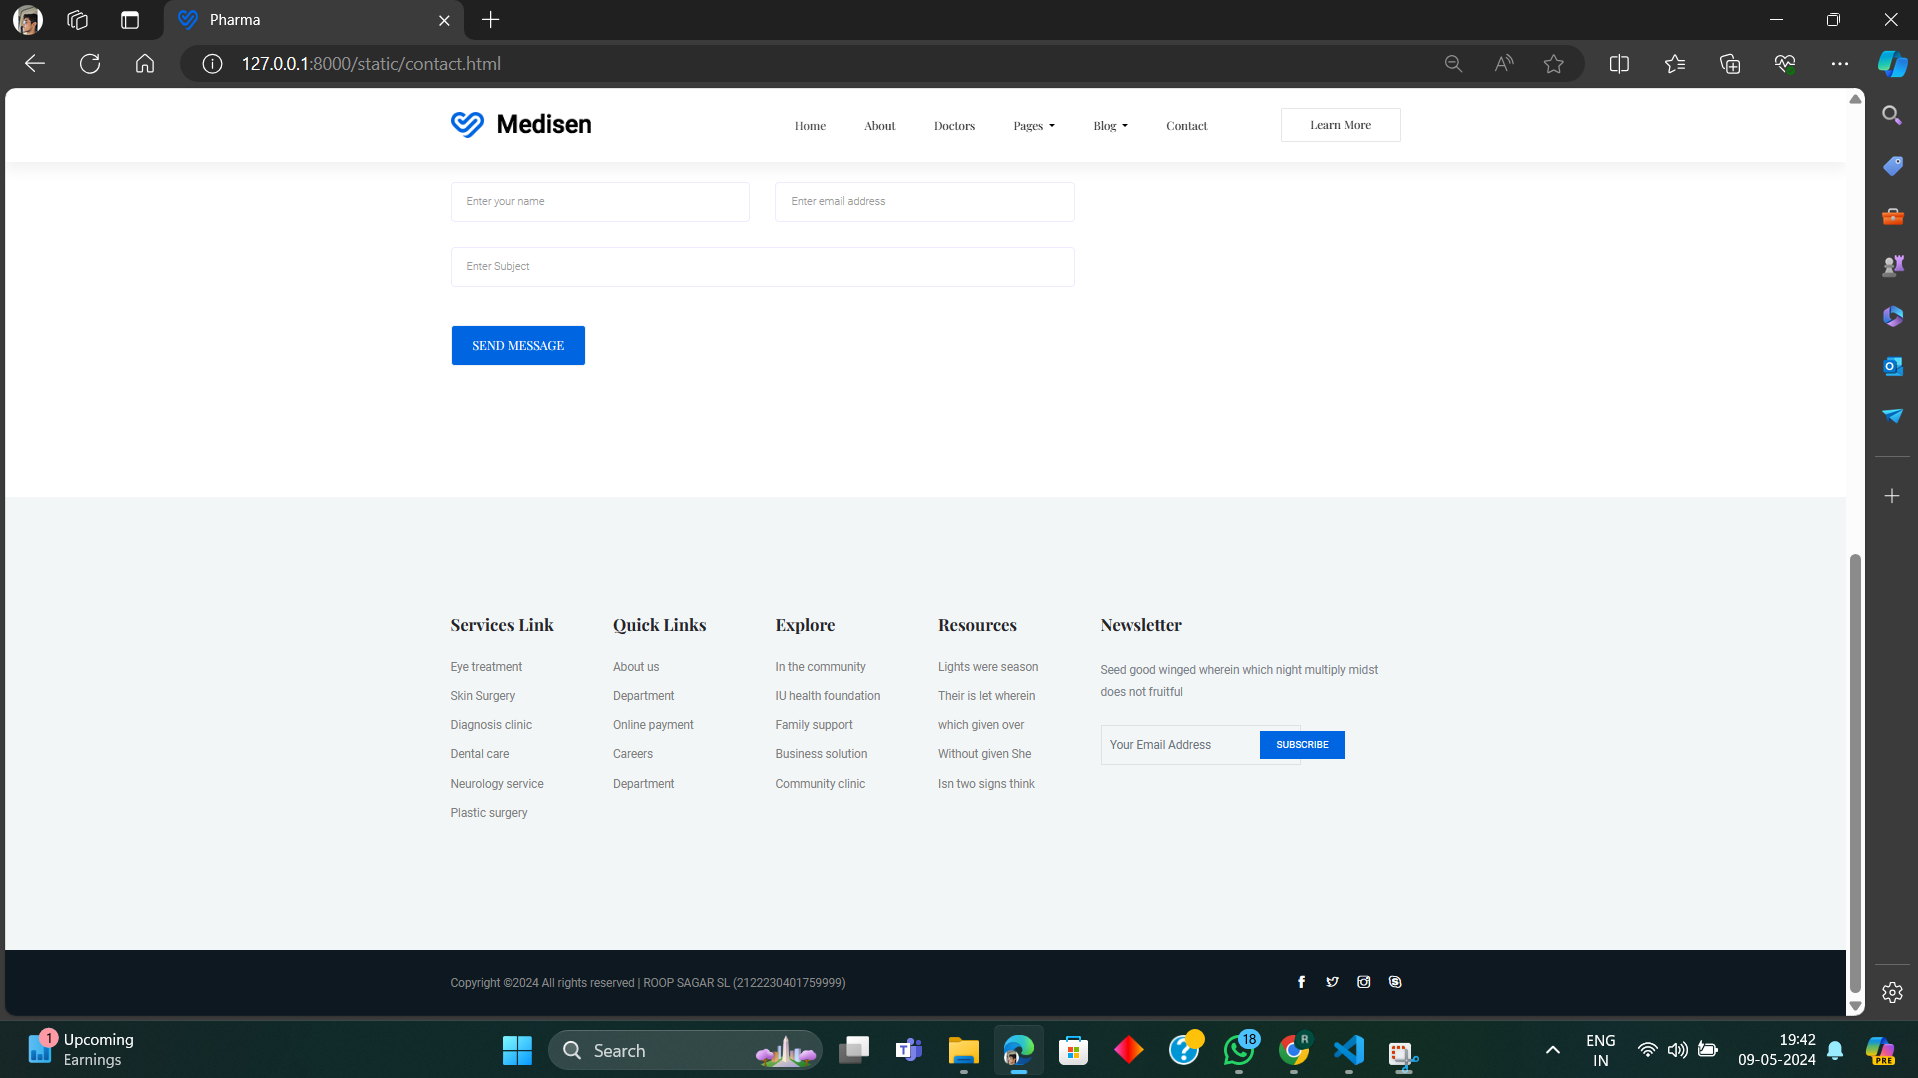 Pharma
127.0.0.1:8000/static/contact.html
Medisen
Home About Doctors Pages Blog Contact Learn More
Enter your name Enter email address
Enter Subject
SEND MESSAGE
Services Link
Eye treatment
Skin Surgery
Diagnosis clinic
Dental care
Neurology service
Plastic surgery
Quick Links
About us
Department
Online payment
Careers
Department
Explore
In the community
IU health foundation
Family support
Business solution
Community clinic
Resources
Lights were season
Their is let wherein
which given over
Without given She
Isn two signs think
Newsletter
Seed good winged wherein which night multiply midst
does not fruitful
Your Email Address SUBSCRIBE
Copyright ©2024 All rights reserved | ROOP SAGAR SL (2122230401759999)
1
Upcoming
Earnings
Search
18
R
ENG
IN
19:42
09-05-2024
PRE